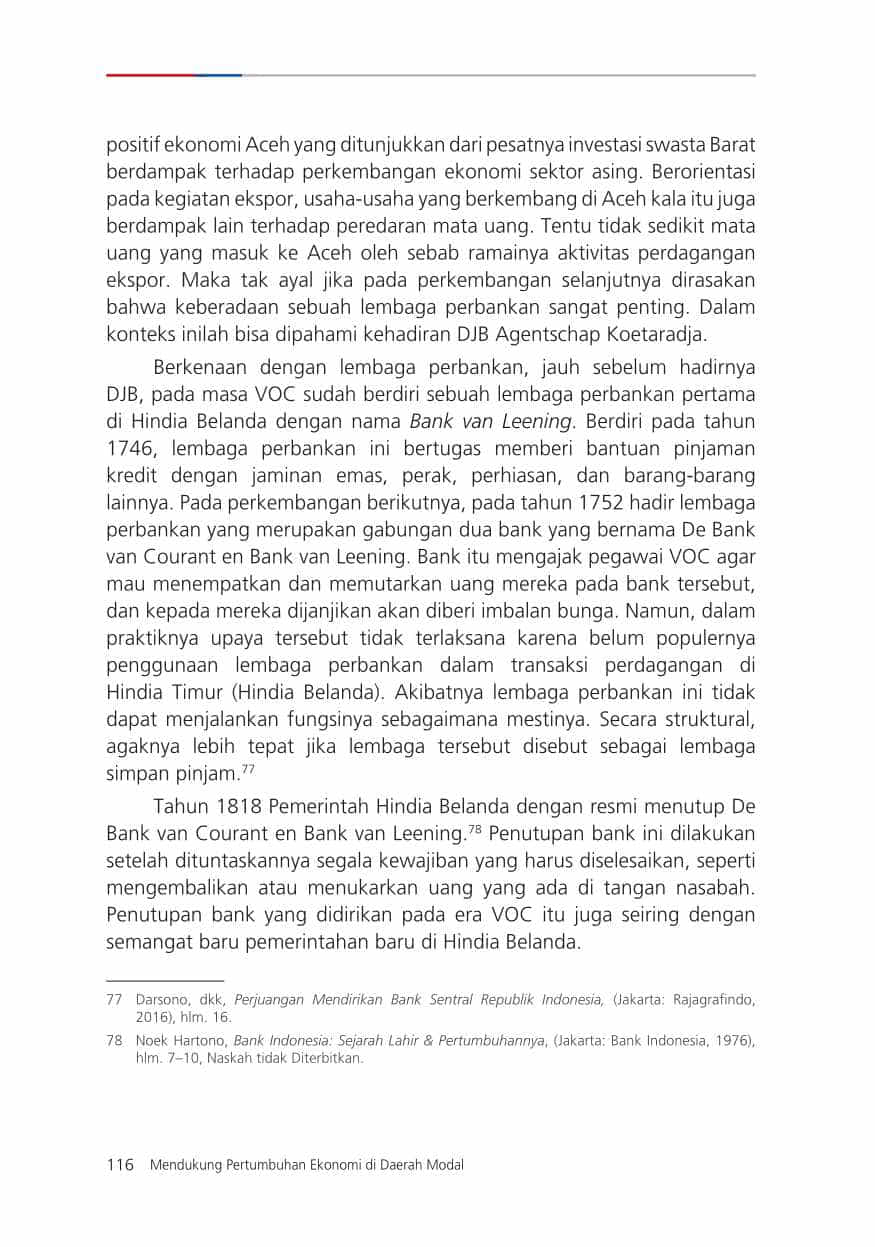 positif ekonomi Aceh yang ditunjukkan dari pesatnya investasi swasta Barat
berdampak terhadap perkembangan ekonomi sektor asing. Berorientasi
pada kegiatan ekspor, usaha-usaha yang berkembang di Aceh kala itu juga
berdampak lain terhadap peredaran mata uang. Tentu tidak sedikit mata
uang yang masuk ke Aceh oleh sebab ramainya aktivitas perdagangan
ekspor. Maka tak ayal jika pada perkembangan selanjutnya dirasakan
bahwa keberadaan sebuah lembaga perbankan sangat penting. Dalam
konteks inilah bisa dipahami kehadiran DJB Agentschap Koetaradja.
Berkenaan dengan lembaga perbankan, jauh sebelum hadirnya
DJB, pada masa VOC sudah berdiri sebuah lembaga perbankan pertama
di Hindia Belanda dengan nama Bank van Leening. Berdiri pada tahun
1746, lembaga perbankan ini bertugas memberi bantuan pinjaman
kredit dengan jaminan emas, perak, perhiasan, dan barang-barang
lainnya. Pada perkembangan berikutnya, pada tahun 1752 hadir lembaga
perbankan yang merupakan gabungan dua bank yang bernama De Bank
van Courant en Bank van Leening. Bank itu mengajak pegawai VOC agar
mau menempatkan dan memutarkan uang mereka pada bank tersebut,
dan kepada mereka dijanjikan akan diberi imbalan bunga. Namun, dalam
praktiknya upaya tersebut tidak terlaksana karena belum populernya
penggunaan lembaga perbankan dalam transaksi perdagangan di
Hindia Timur (Hindia Belanda). Akibatnya lembaga perbankan ini tidak
dapat menjalankan fungsinya sebagaimana mestinya. Secara struktural,
agaknya lebih tepat jika lembaga tersebut disebut sebagai lembaga
simpan pinjam.77
Tahun 1818 Pemerintah Hindia Belanda dengan resmi menutup De
Bank van Courant en Bank van Leening.78 Penutupan bank ini dilakukan
setelah dituntaskannya segala kewajiban yang harus diselesaikan, seperti
mengembalikan atau menukarkan uang yang ada di tangan nasabah.
Penutupan bank yang didirikan pada era VOC itu juga seiring dengan
semangat baru pemerintahan baru di Hindia Belanda.
77 Darsono, dkk, Perjuangan Mendirikan Bank Sentral Republik Indonesia, (Jakarta: Rajagrafindo,
2016), hlm. 16.
78 Noek Hartono, Bank Indonesia: Sejarah Lahir & Pertumbuhannya, (Jakarta: Bank Indonesia, 1976),
hlm. 7–10, Naskah tidak Diterbitkan.
116 Mendukung Pertumbuhan Ekonomi di Daerah Modal